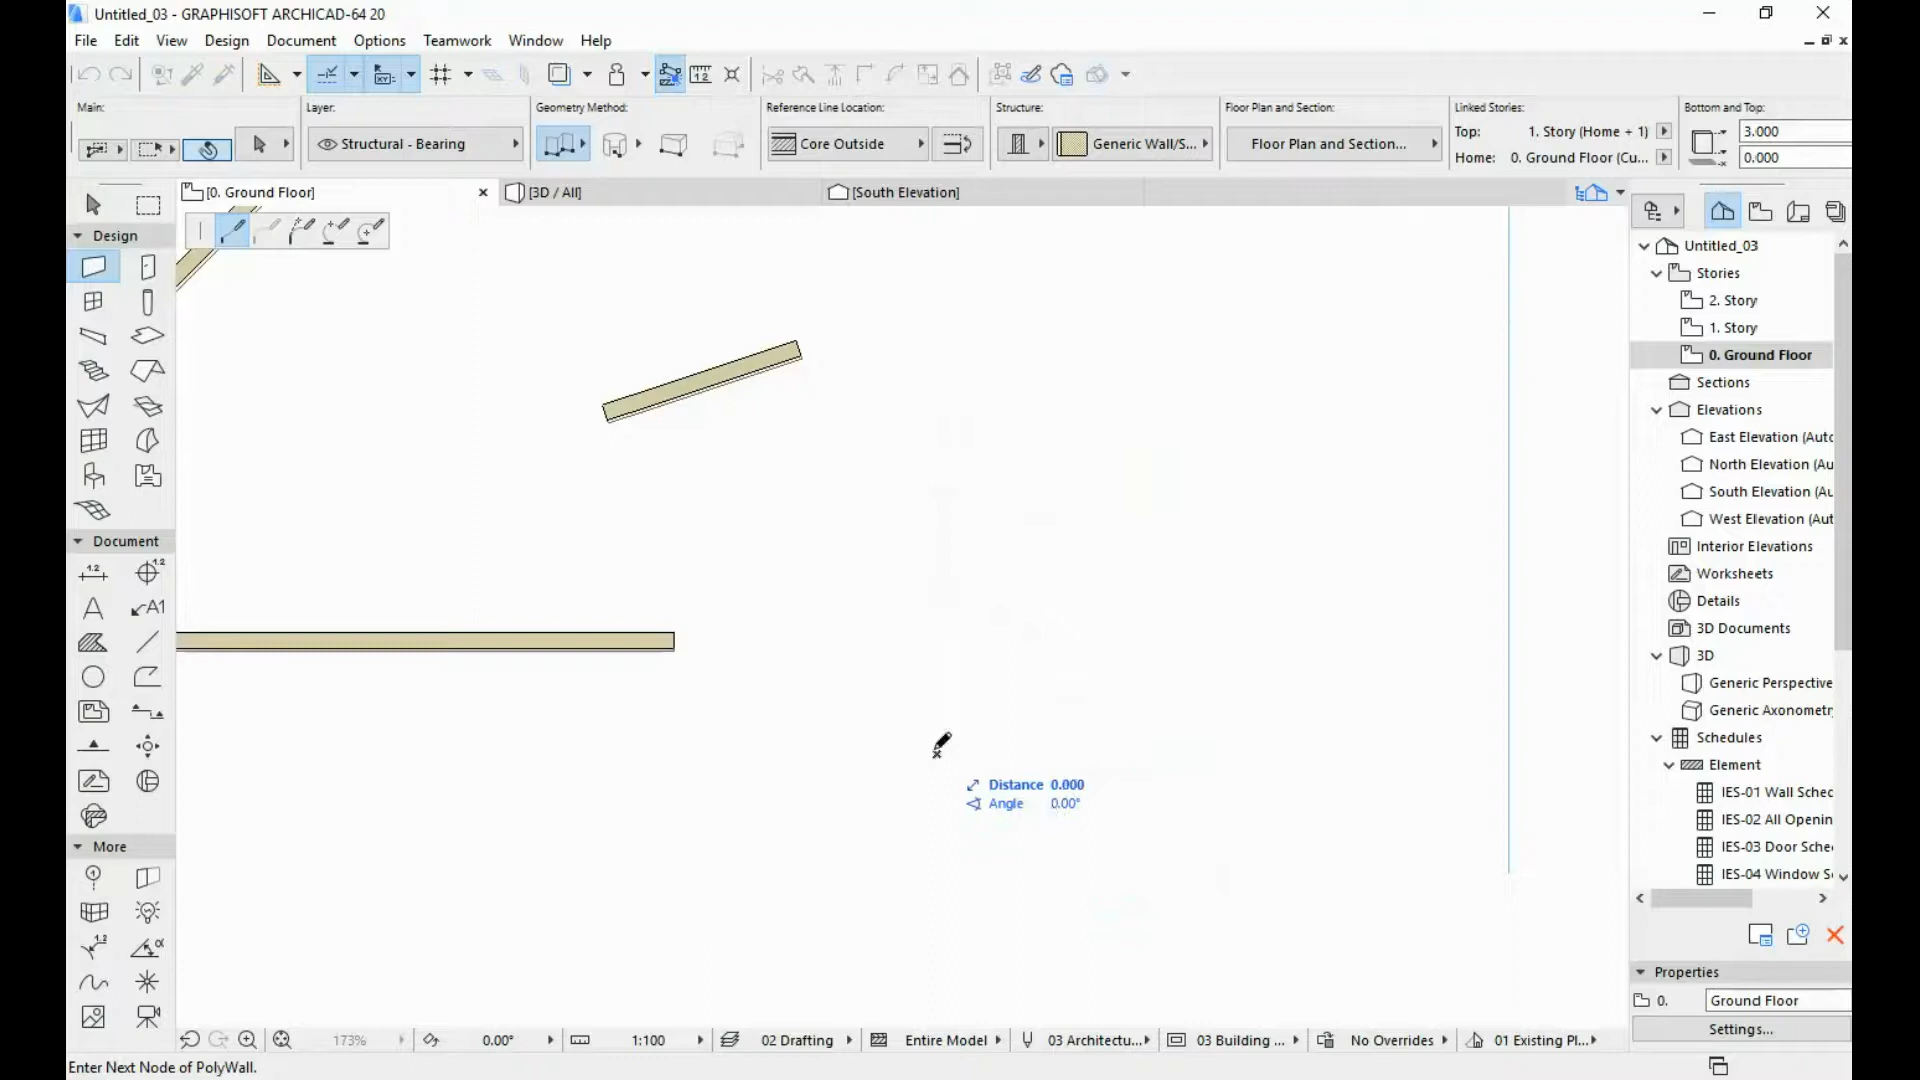 Untitled_03 - GRAPHISOFT ARCHICAD-64 20
File Edit View Design Document Options Teamwork Window Help
Main: Layer: Geometry Method: Reference Line Location: Structure: Floor Plan and Section: Linked Stories: Bottom and Top:
Structural - Bearing Core Outside Generic Wall/S... Floor Plan and Section...
Top: 1. Story (Home + 1) 3.000
Home: 0. Ground Floor (Cu... 0.000
[0. Ground Floor] [3D / All] [South Elevation]
Design
Document
More
Distance 0.000
Angle 0.00°
Untitled_03
Stories
2. Story
1. Story
0. Ground Floor
Sections
Elevations
East Elevation (Auto
North Elevation (Au
South Elevation (Au
West Elevation (Aut
Interior Elevations
Worksheets
Details
3D Documents
3D
Generic Perspective
Generic Axonometr
Schedules
Element
IES-01 Wall Sched
IES-02 All Opening
IES-03 Door Sched
IES-04 Window Sc
Properties
0. Ground Floor
Settings...
173% 0.00° 1:100 02 Drafting Entire Model 03 Architectu... 03 Building ... No Overrides 01 Existing Pl...
Enter Next Node of PolyWall.